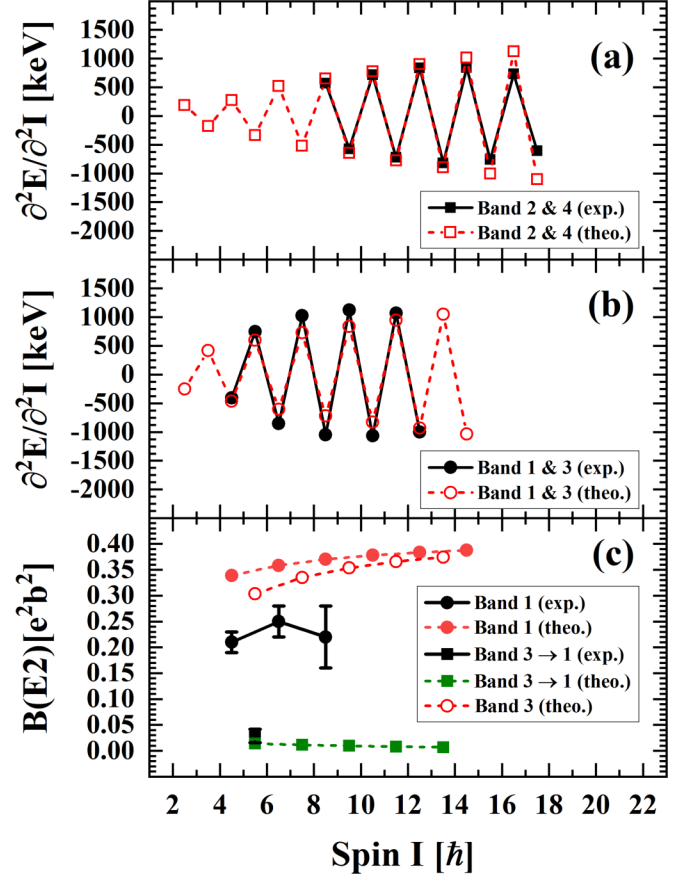 1500
1000
500
0
-500
-1000
-1500
-2000
∂²E/∂²I [keV]
(a)
Band 2 & 4 (exp.)
Band 2 & 4 (theo.)
1500
1000
500
0
-500
-1000
-1500
-2000
∂²E/∂²I [keV]
(b)
Band 1 & 3 (exp.)
Band 1 & 3 (theo.)
0.40
0.35
0.30
0.25
0.20
0.15
0.10
0.05
0.00
B(E2)[e²b²]
(c)
Band 1 (exp.)
Band 1 (theo.)
Band 3 → 1 (exp.)
Band 3 → 1 (theo.)
Band 3 (theo.)
2 4 6 8 10 12 14 16 18 20 22
Spin I [ℏ]